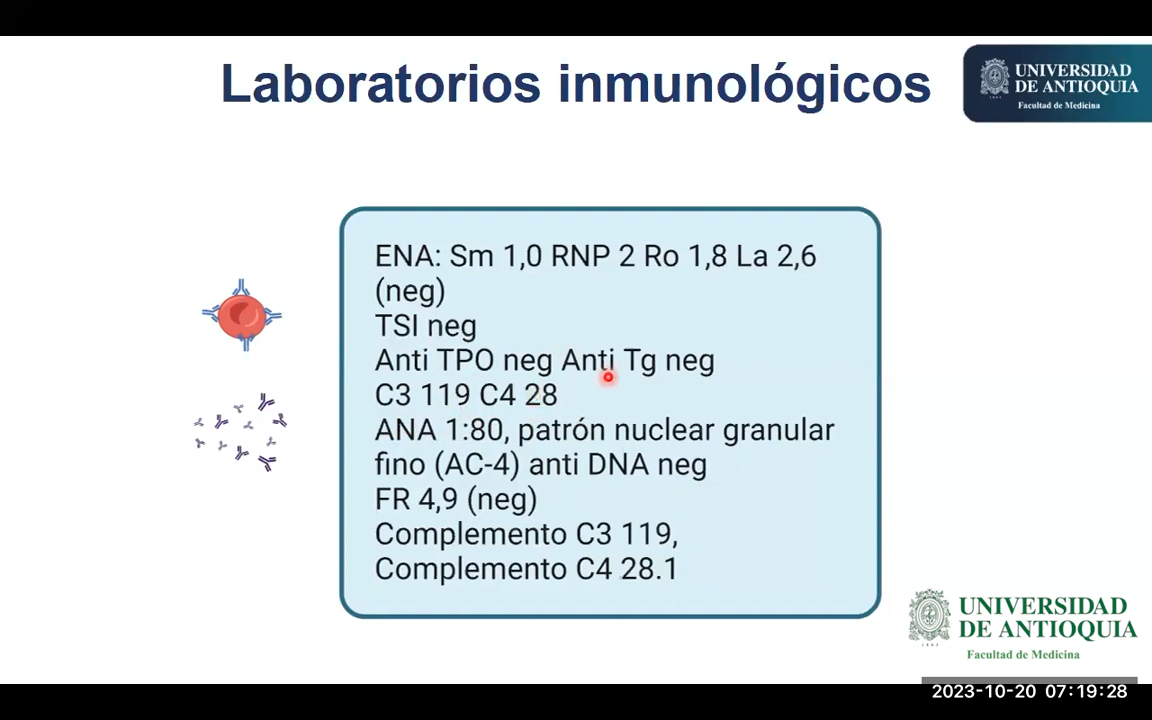 Laboratorios inmunológicos
UNIVERSIDAD
DE ANTIOQUIA
Facultad de Medicina
ENA: Sm 1,0 RNP 2 Ro 1,8 La 2,6
(neg)
TSI neg
Anti TPO neg Anti Tg neg
C3 119 C4 28
ANA 1:80, patrón nuclear granular
fino (AC-4) anti DNA neg
FR 4,9 (neg)
Complemento C3 119,
Complemento C4 28.1
UNIVERSIDAD
DE ANTIOQUIA
Facultad de Medicina
2023-10-20 07:19:28